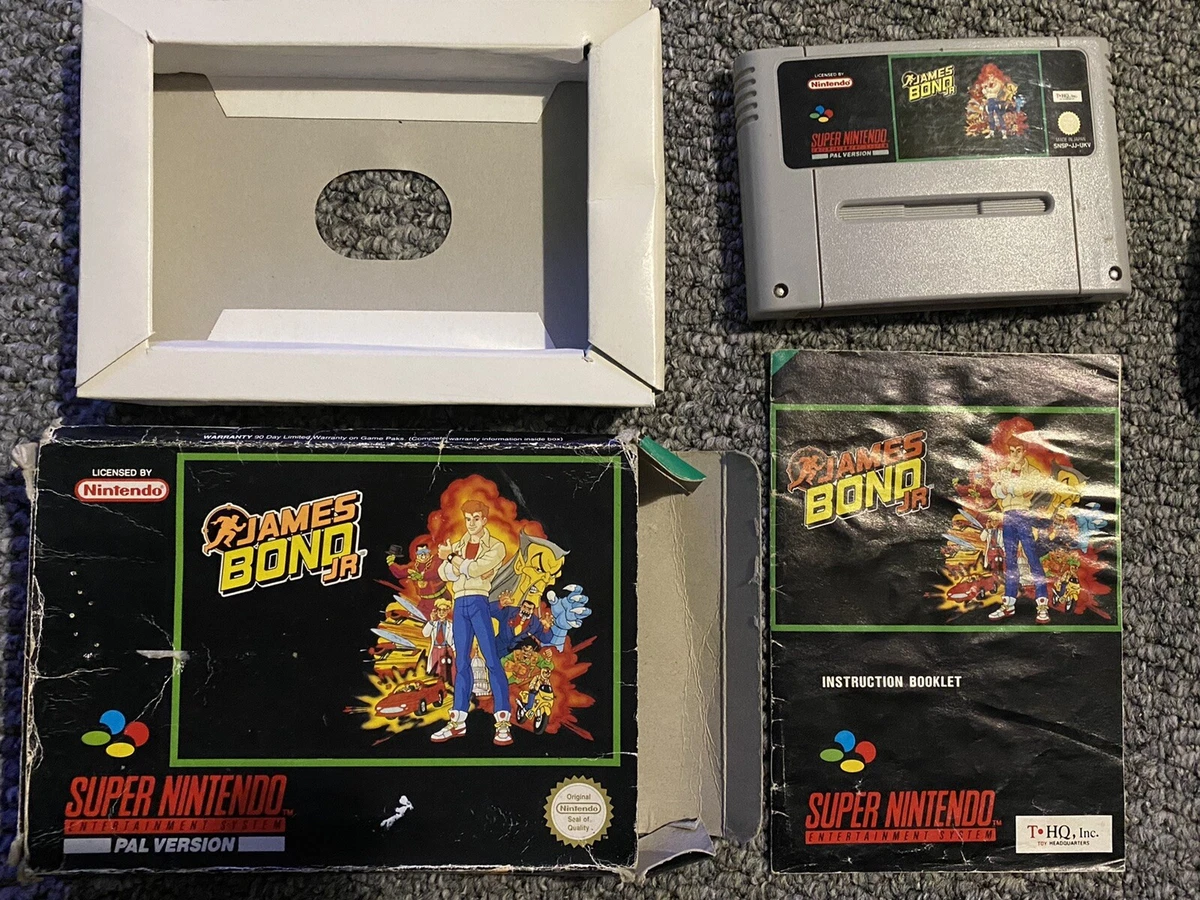 LICENSED BY
Nintendo
JAMES
BOND
JR
SUPER NINTENDO
ENTERTAINMENT SYSTEM
PAL VERSION
T•HQ, Inc.
MADE IN JAPAN
SNSP-JJ-UKV
WARRANTY 90 Day Limited Warranty on Game Paks. (Complete warranty information inside box)
LICENSED BY
Nintendo
JAMES
BOND
JR
SUPER NINTENDO™
ENTERTAINMENT SYSTEM
PAL VERSION
Original
Nintendo
Seal of
Quality
JAMES
BOND
JR
INSTRUCTION BOOKLET
SUPER NINTENDO™
ENTERTAINMENT SYSTEM
T•HQ, Inc.
TOY HEADQUARTERS